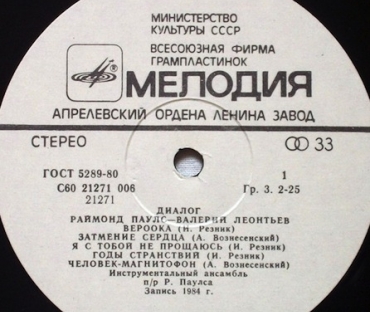 МИНИСТЕРСТВО
КУЛЬТУРЫ СССР
ВСЕСОЮЗНАЯ ФИРМА
ГРАМПЛАСТИНОК
МЕЛОДИЯ
АПРЕЛЕВСКИЙ ОРДЕНА ЛЕНИНА ЗАВОД
СТЕРЕО 33
ГОСТ 5289-80 1
С60 21271 006 Гр. 3. 2-25
21271
ДИАЛОГ
РАЙМОНД ПАУЛС—ВАЛЕРИЙ ЛЕОНТЬЕВ
ВЕРООКА (И. Резник)
ЗАТМЕНИЕ СЕРДЦА (А. Вознесенский)
Я С ТОБОЙ НЕ ПРОЩАЮСЬ (И. Резник)
ГОДЫ СТРАНСТВИЙ (И. Резник)
ЧЕЛОВЕК-МАГНИТОФОН (А. Вознесенский)
Инструментальный ансамбль
п/р Р. Паулса
Запись 1984 г.